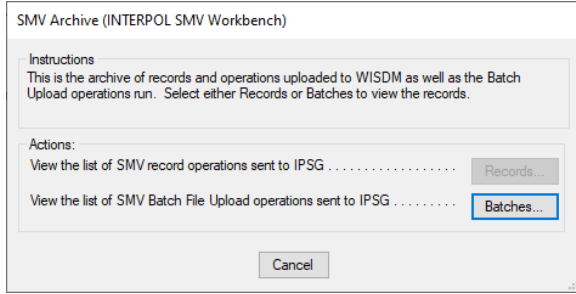 SMV Archive (INTERPOL SMV Workbench)
Instructions
This is the archive of records and operations uploaded to WISDM as well as the Batch
Upload operations run.  Select either Records or Batches to view the records.
Actions:
View the list of SMV record operations sent to IPSG . . . . . . . . . . . . . . . . . . Records...
View the list of SMV Batch File Upload operations sent to IPSG . . . . . . . . . Batches...
Cancel